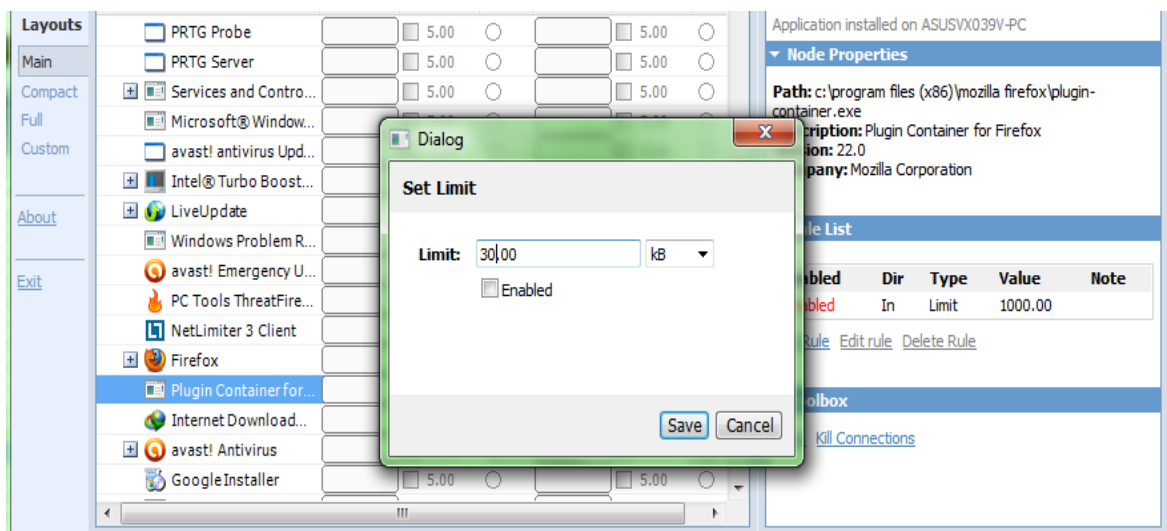 Layouts
Main
Compact
Full
Custom
About
Exit
PRTG Probe 5.00 5.00
PRTG Server 5.00 5.00
Services and Contro... 5.00 5.00
Microsoft® Window...
avast! antivirus Upd...
Intel® Turbo Boost...
LiveUpdate
Windows Problem R...
avast! Emergency U...
PC Tools ThreatFire...
NetLimiter 3 Client
Firefox
Plugin Container for...
Internet Download...
avast! Antivirus
Google Installer 5.00 5.00
Dialog
Set Limit
Limit: 30.00 kB
Enabled
Save Cancel
Application installed on ASUSVX039V-PC
Node Properties
Path: c:\program files (x86)\mozilla firefox\plugin-
container.exe
cription: Plugin Container for Firefox
ion: 22.0
pany: Mozilla Corporation
le List
bled Dir Type Value Note
bled In Limit 1000.00
Rule Edit rule Delete Rule
olbox
Kill Connections